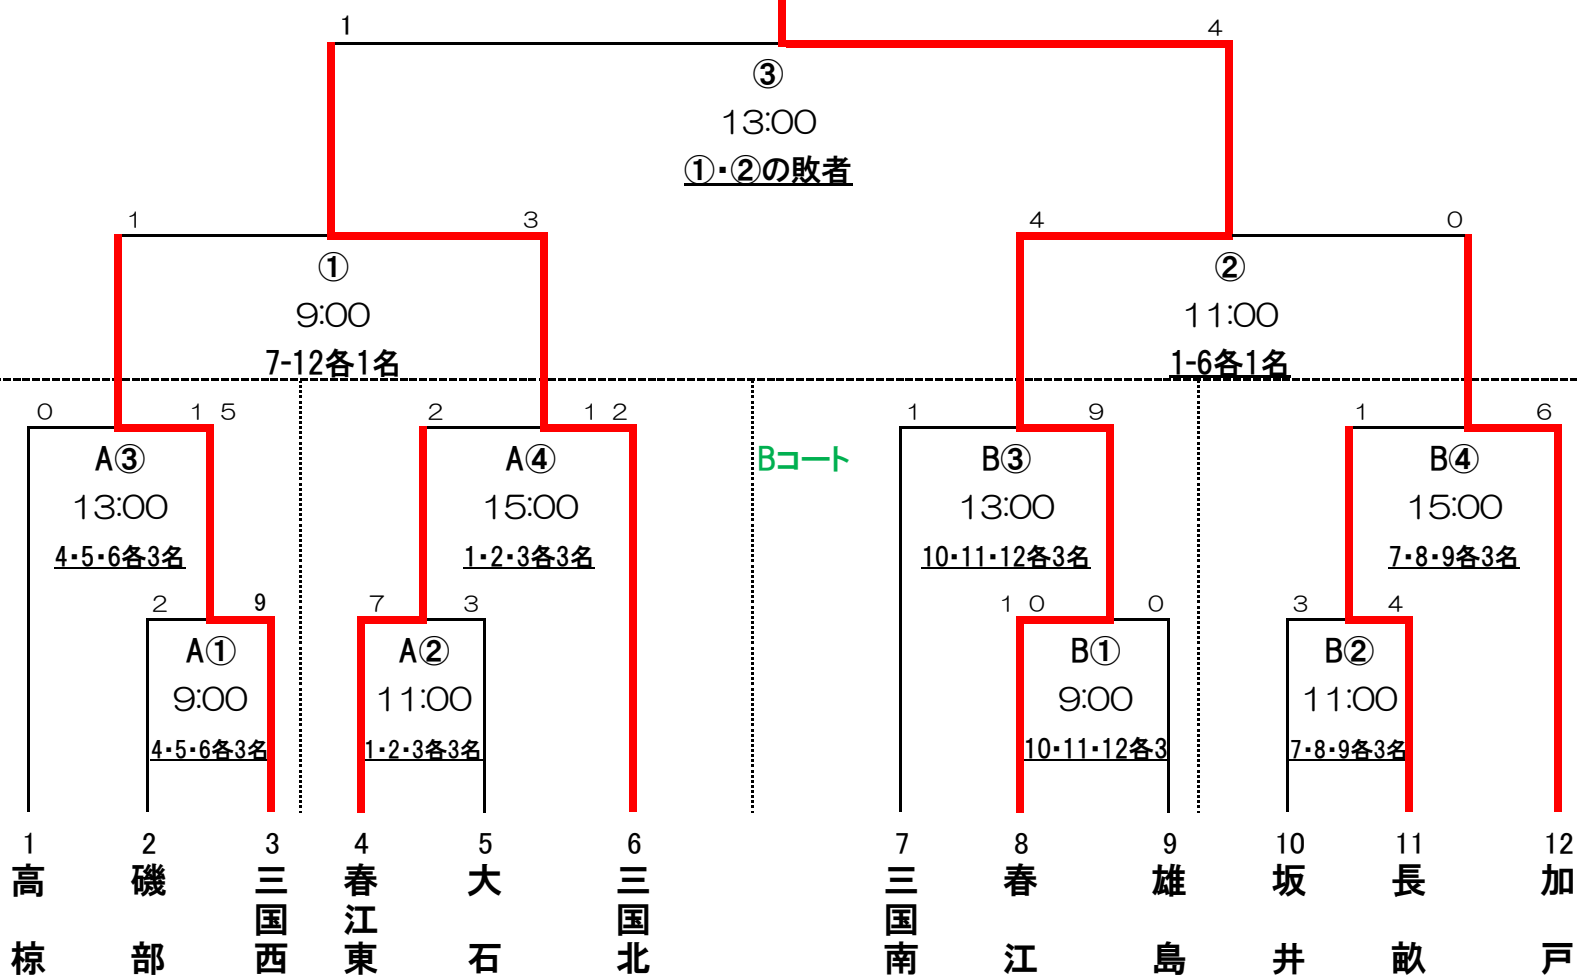 1 4
③
13:00
①・②の敗者
1 3 4 0
① ②
9:00 11:00
7-12各1名 1-6各1名
0 15 2 12 1 9 1 6
A③ A④ Bコート B③ B④
13:00 15:00 13:00 15:00
4・5・6各3名 1・2・3各3名 10・11・12各3名 7・8・9各3名
2 9 7 3 10 0 3 4
A① A② B① B②
9:00 11:00 9:00 11:00
4・5・6各3名 1・2・3各3名 10・11・12各3 7・8・9各3名
1 2 3 4 5 6 7 8 9 10 11 12
高椋 磯部 三国西 春江東 大石 三国北 三国南 春江 雄島 坂井 長畝 加戸